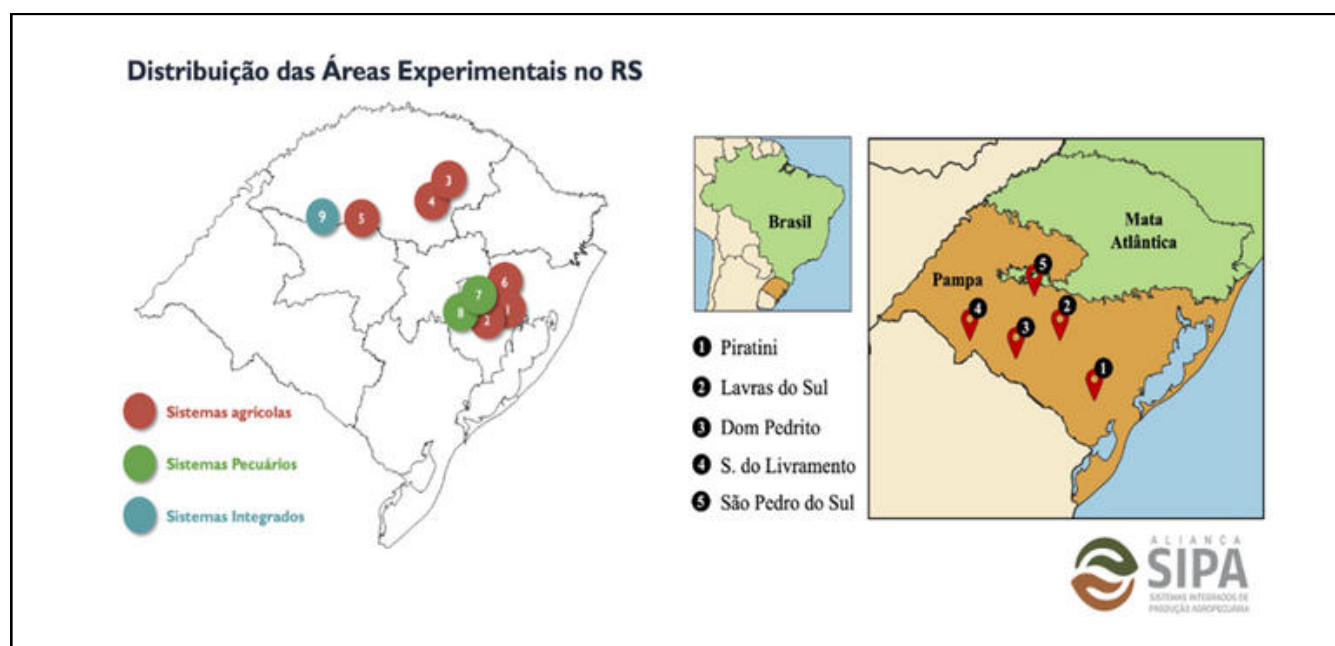 Distribuição das Áreas Experimentais no RS
3
4
9
5
6
7
1
8
2
Sistemas agrícolas
Sistemas Pecuários
Sistemas Integrados
Brasil
1 Piratini
2 Lavras do Sul
3 Dom Pedrito
4 S. do Livramento
5 São Pedro do Sul
Mata
Atlântica
Pampa
5
4
2
3
1
ALIANÇA
SIPA
SISTEMAS INTEGRADOS DE
PRODUÇÃO AGROPECUÁRIA